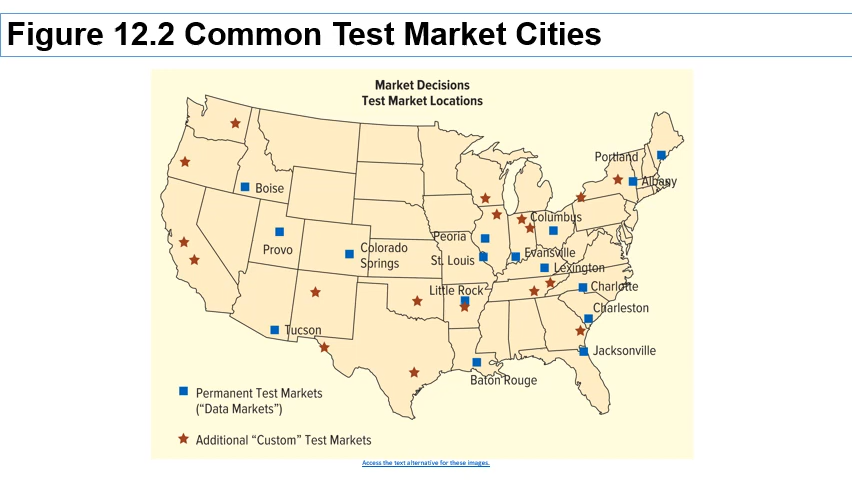 Figure 12.2 Common Test Market Cities
Market Decisions
Test Market Locations
Portland
Albany
Boise
Columbus
Peoria
Provo
Colorado
Springs
St. Louis
Evansville
Lexington
Little Rock
Charlotte
Charleston
Tucson
Jacksonville
Baton Rouge
Permanent Test Markets
(“Data Markets”)
Additional “Custom” Test Markets
Access the text alternative for these images.